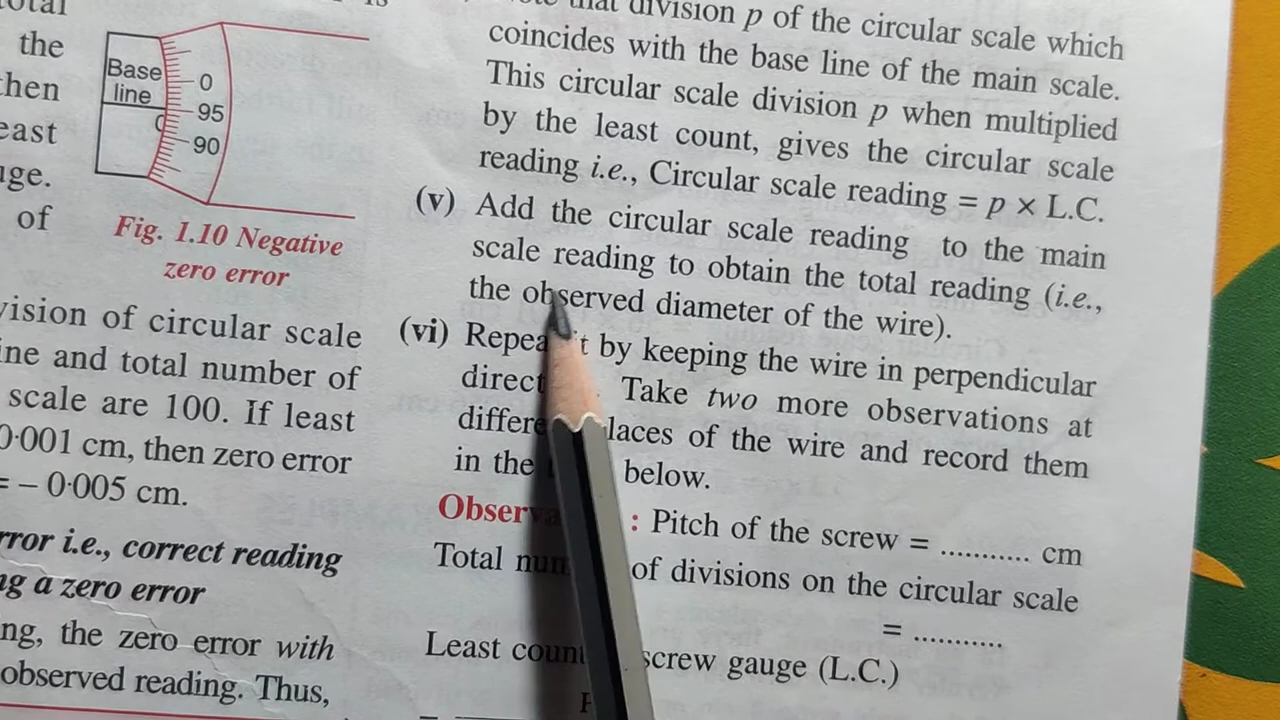 the
then
east
of
Base
line
0
95
90
Fig. 1.10 Negative
zero error
vision of circular scale
ine and total number of
scale are 100. If least
0·001 cm, then zero error
= – 0·005 cm.
rror i.e., correct reading
ng a zero error
ng, the zero error with
observed reading. Thus,
that division p of the circular scale which
coincides with the base line of the main scale.
This circular scale division p when multiplied
by the least count, gives the circular scale
reading i.e., Circular scale reading = p × L.C.
(v) Add the circular scale reading to the main
scale reading to obtain the total reading (i.e.,
the observed diameter of the wire).
(vi) Repeat it by keeping the wire in perpendicular
direct Take two more observations at
differe laces of the wire and record them
in the below.
Observa : Pitch of the screw = ........... cm
Total num of divisions on the circular scale
= ...........
Least count screw gauge (L.C.)